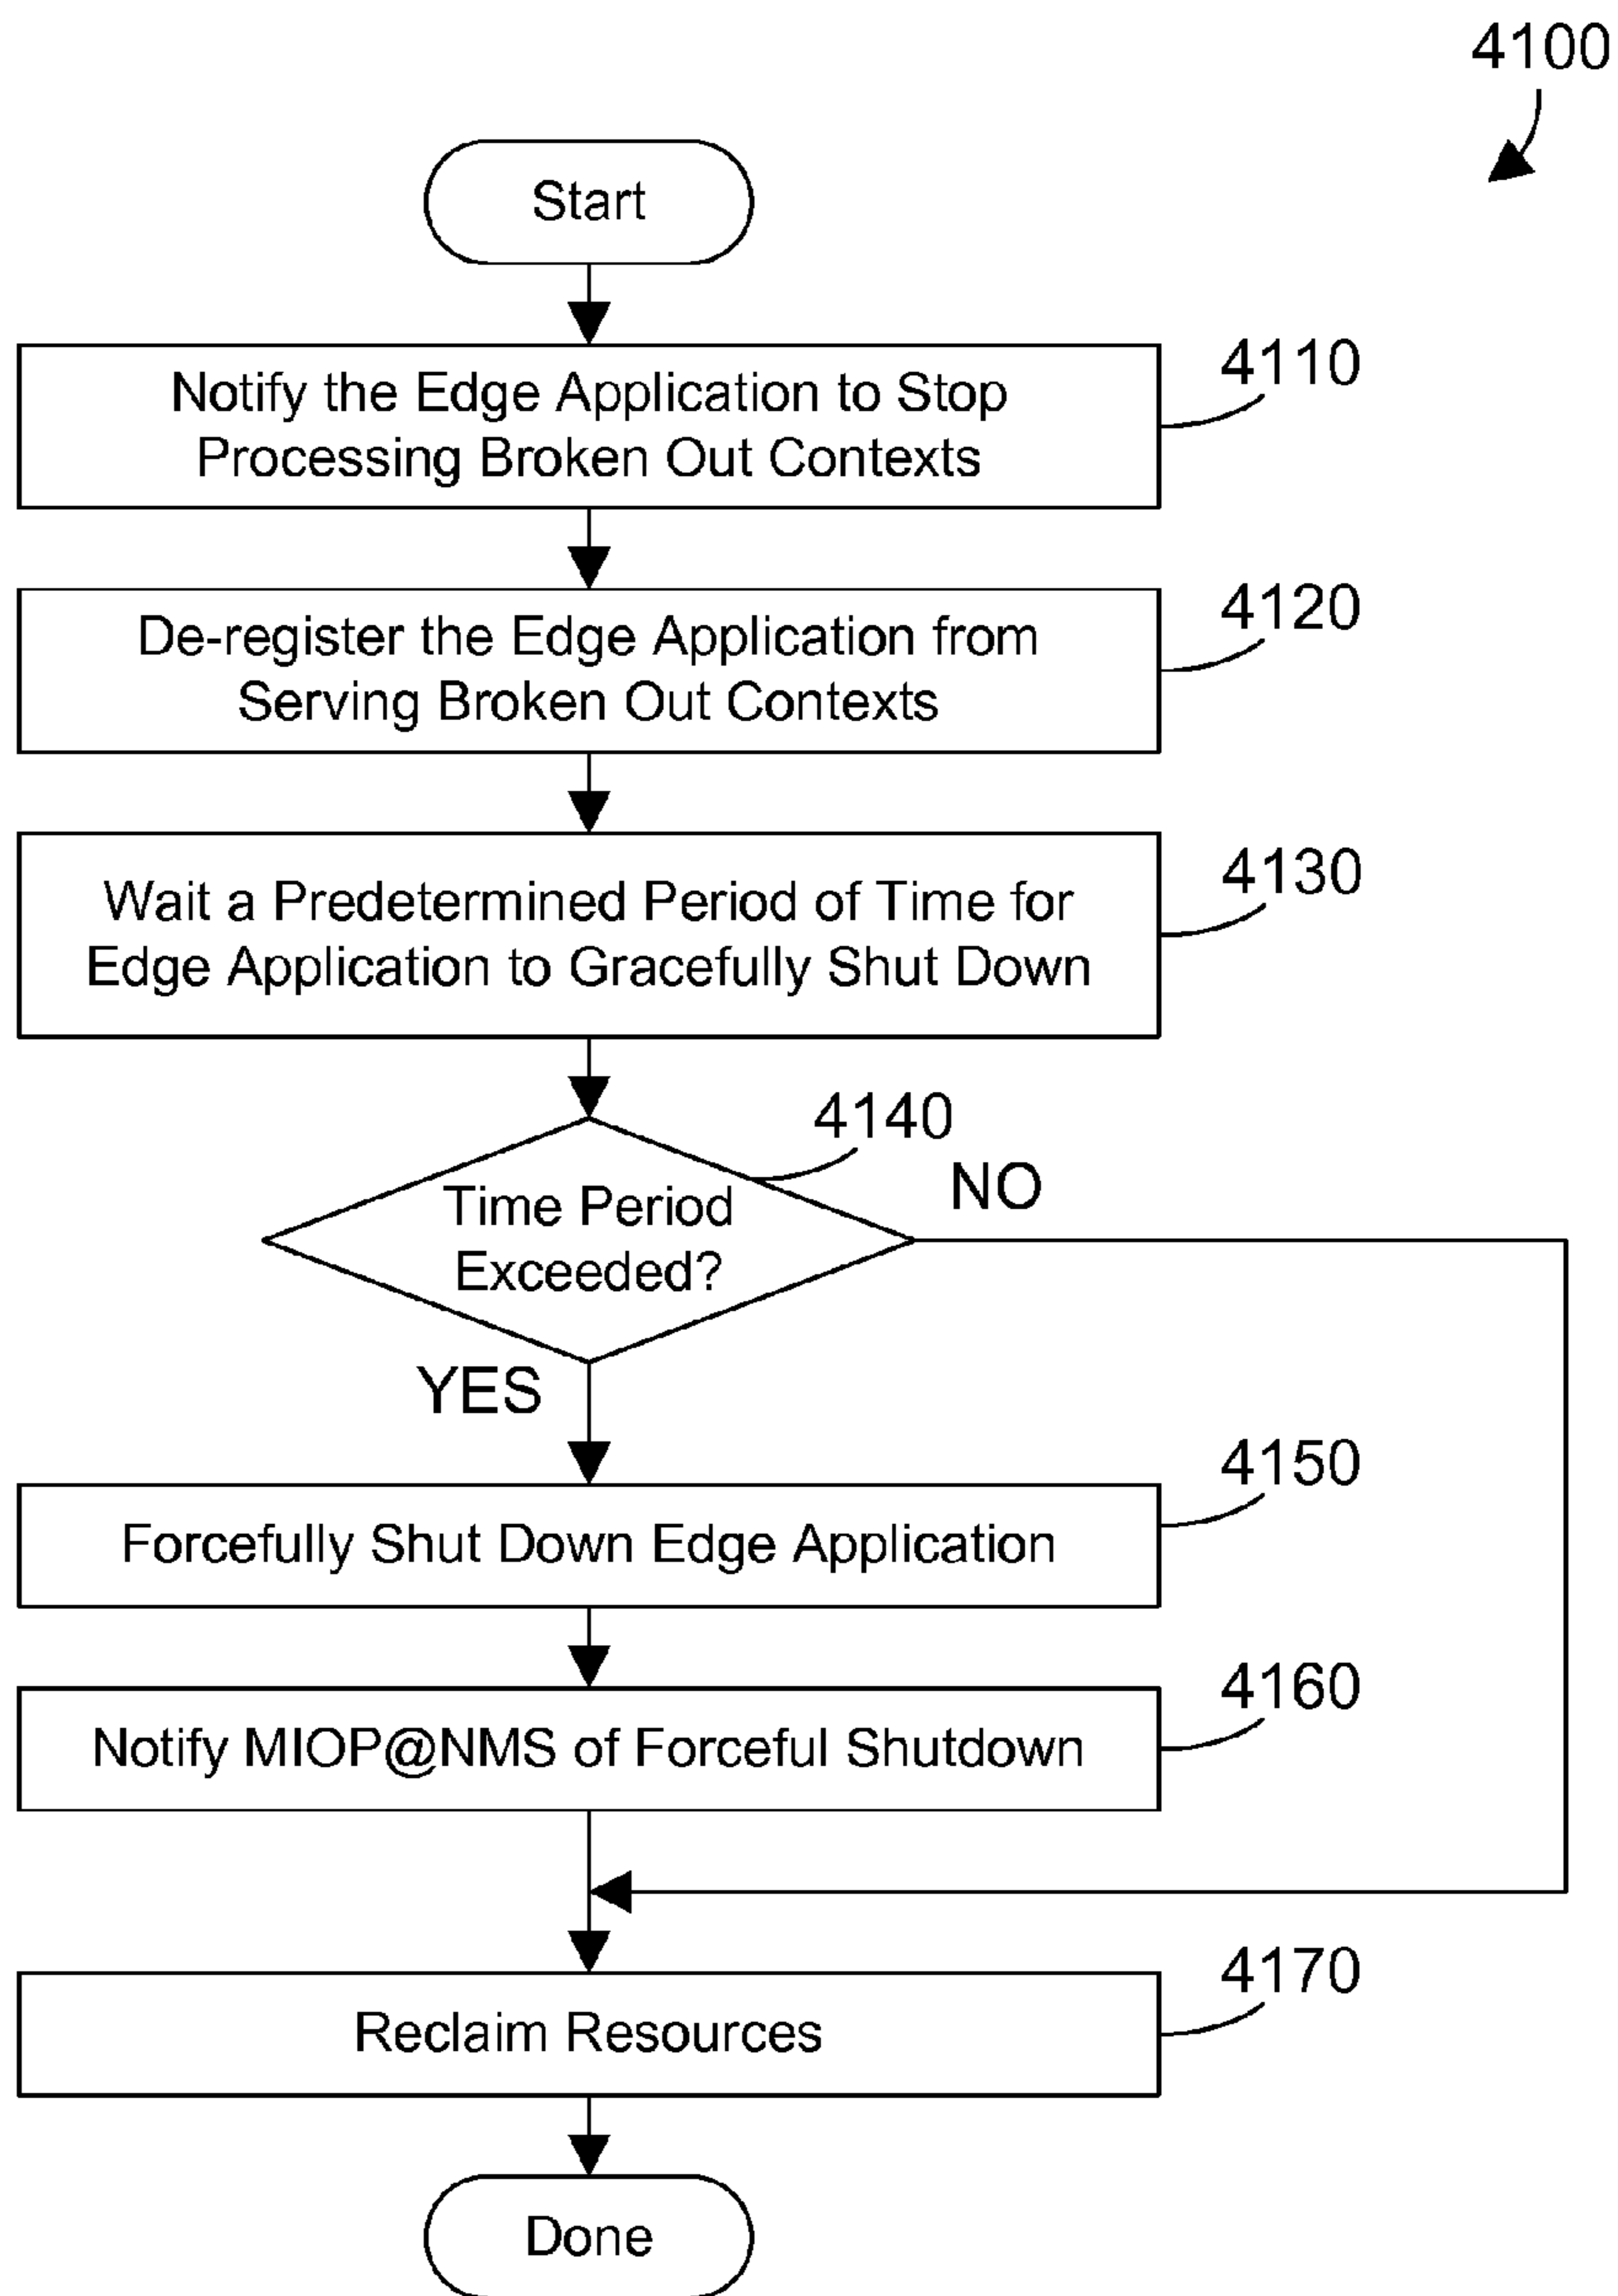 4100
Start
4110
Notify the Edge Application to Stop
Processing Broken Out Contexts
4120
De-register the Edge Application from
Serving Broken Out Contexts
4130
Wait a Predetermined Period of Time for
Edge Application to Gracefully Shut Down
4140
NO
Time Period
Exceeded?
YES
4150
Forcefully Shut Down Edge Application
4160
Notify MIOP@NMS of Forceful Shutdown
4170
Reclaim Resources
Done